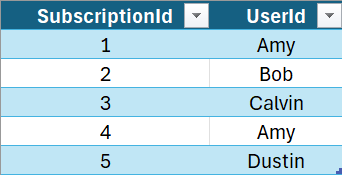 SubscriptionId UserId
1 Amy
2 Bob
3 Calvin
4 Amy
5 Dustin